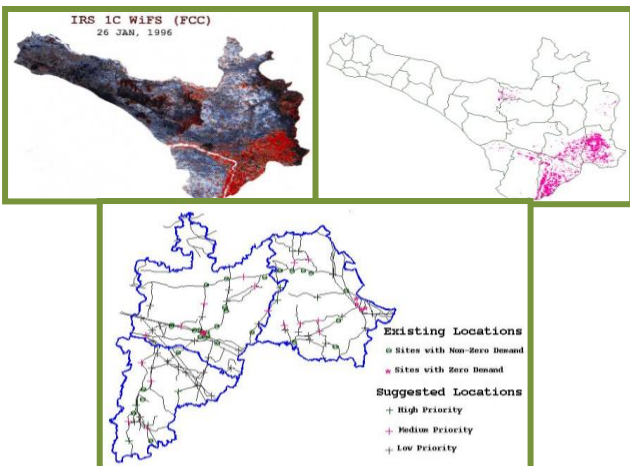 IRS 1C WiFS (FCC)
26 JAN, 1996
Existing Locations
Sites with Non-Zero Demand
Sites with Zero Demand
Suggested Locations
High Priority
Medium Priority
Low Priority